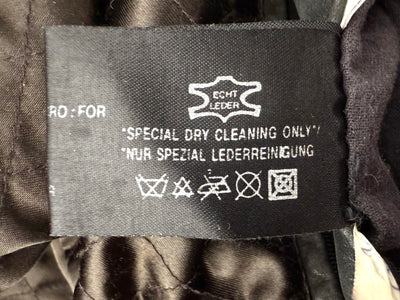 ECHT
LEDER
RO: FOR
"SPECIAL DRY CLEANING ONLY"/
"NUR SPEZIAL LEDERREINIGUNG